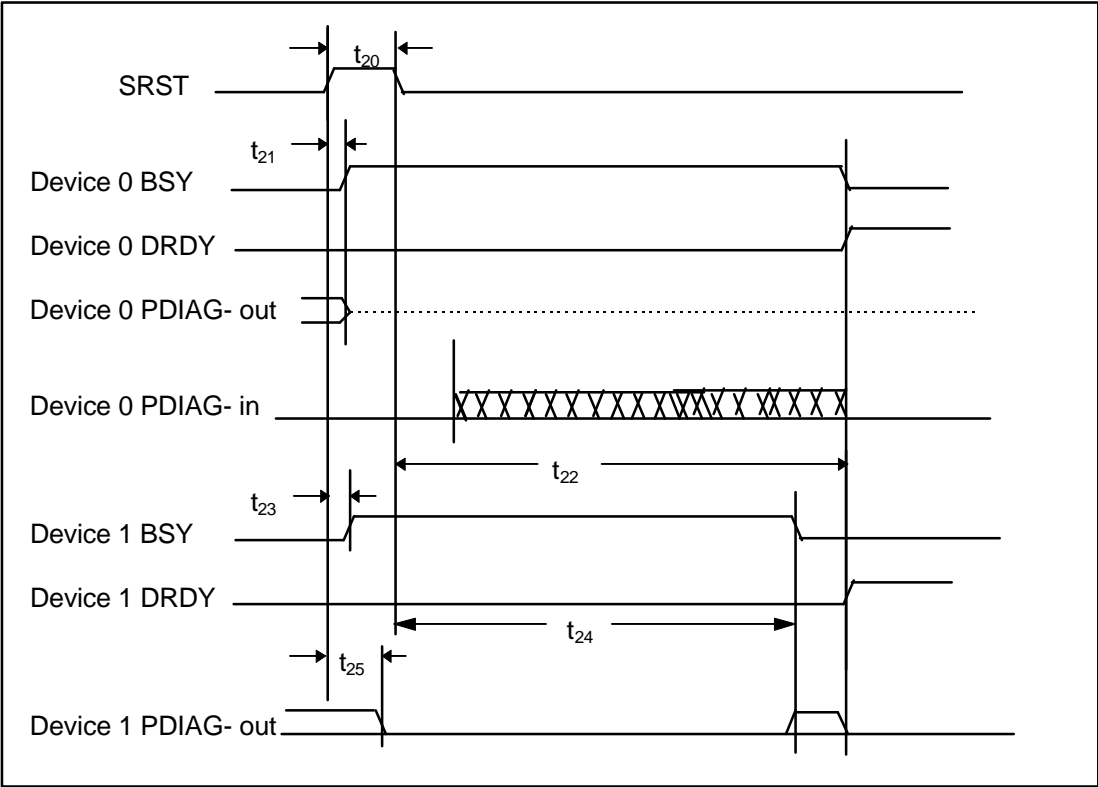 t20
SRST
t21
Device 0 BSY
Device 0 DRDY
Device 0 PDIAG- out
Device 0 PDIAG- in
t22
t23
Device 1 BSY
Device 1 DRDY
t24
t25
Device 1 PDIAG- out